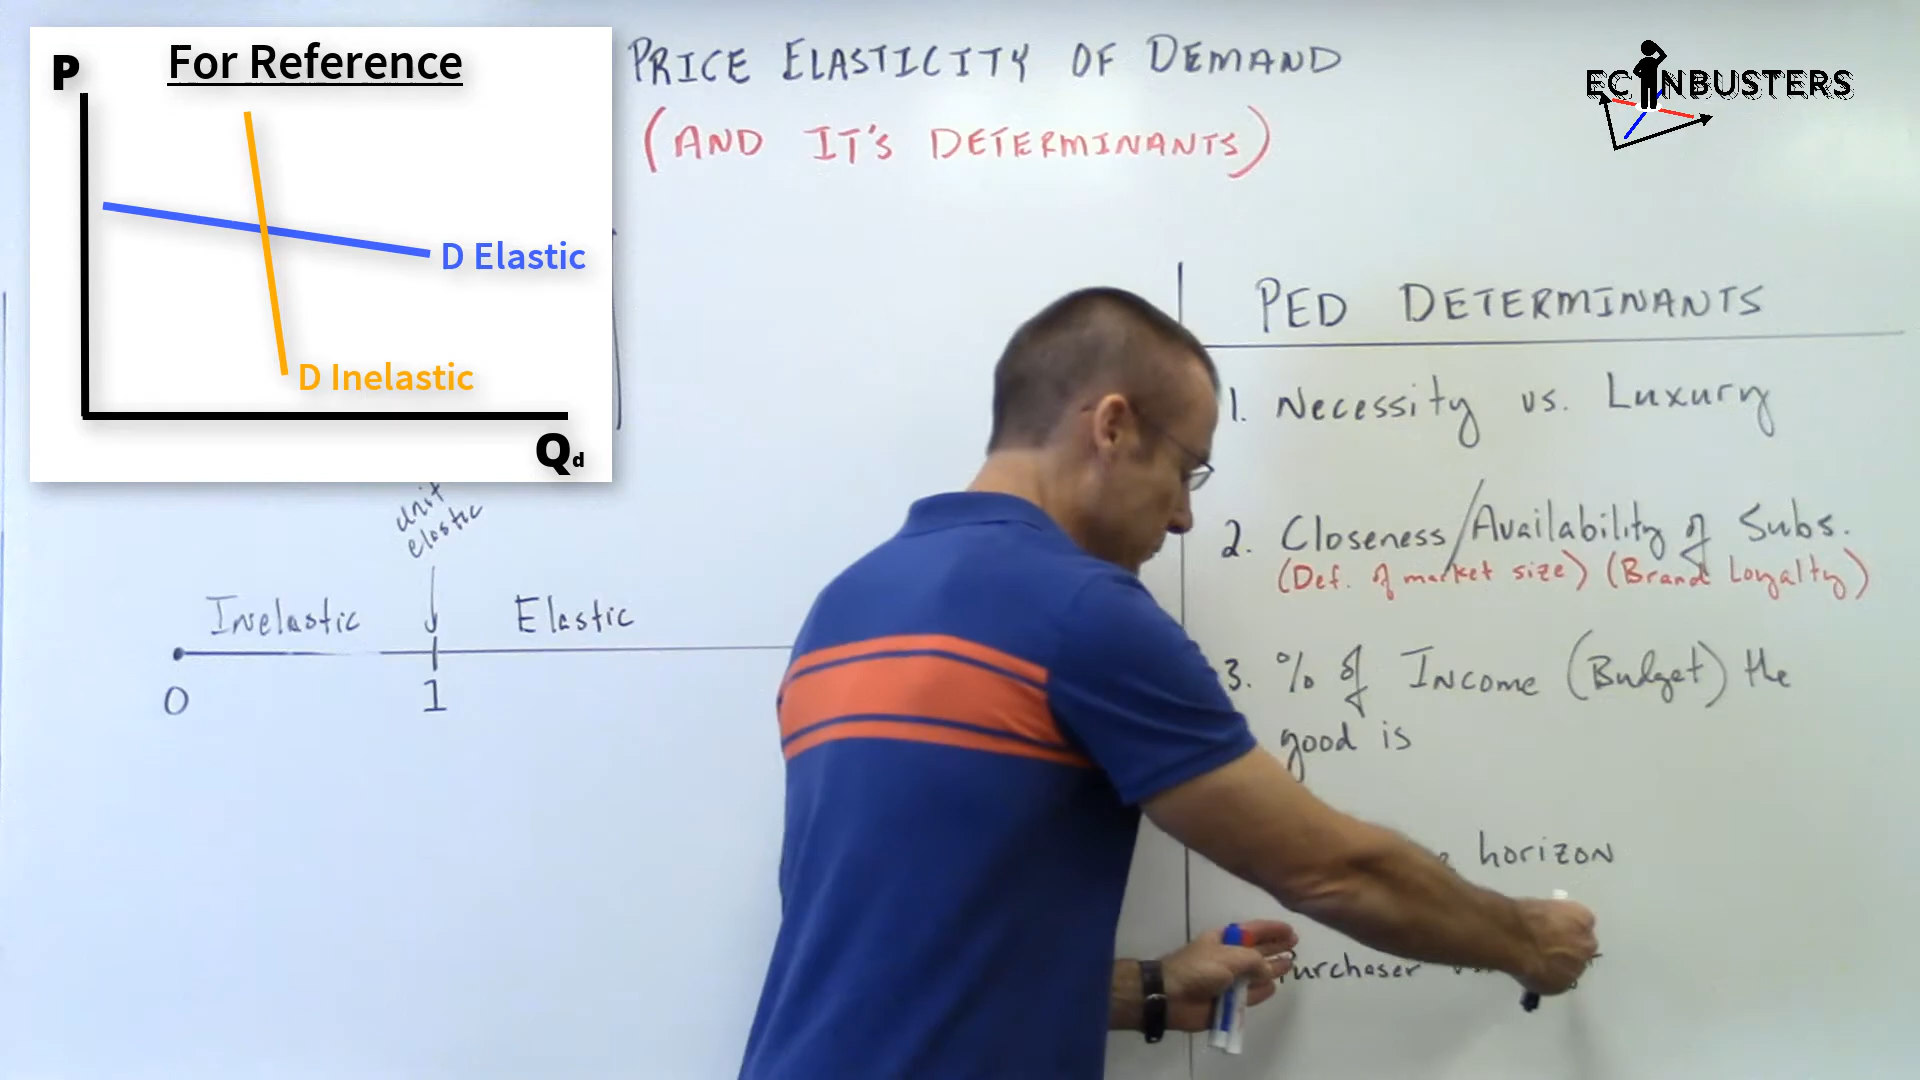 For Reference
P
D Elastic
D Inelastic
Qd
PRICE ELASTICITY OF DEMAND
(AND IT'S DETERMINANTS)
ECONBUSTERS
unit
elastic
Inelastic
Elastic
0
1
PED DETERMINANTS
1. Necessity vs. Luxury
2. Closeness/Availability of Subs.
(Def. of market size) (Brand Loyalty)
3. % of Income (Budget) the
good is
horizon
Purchaser